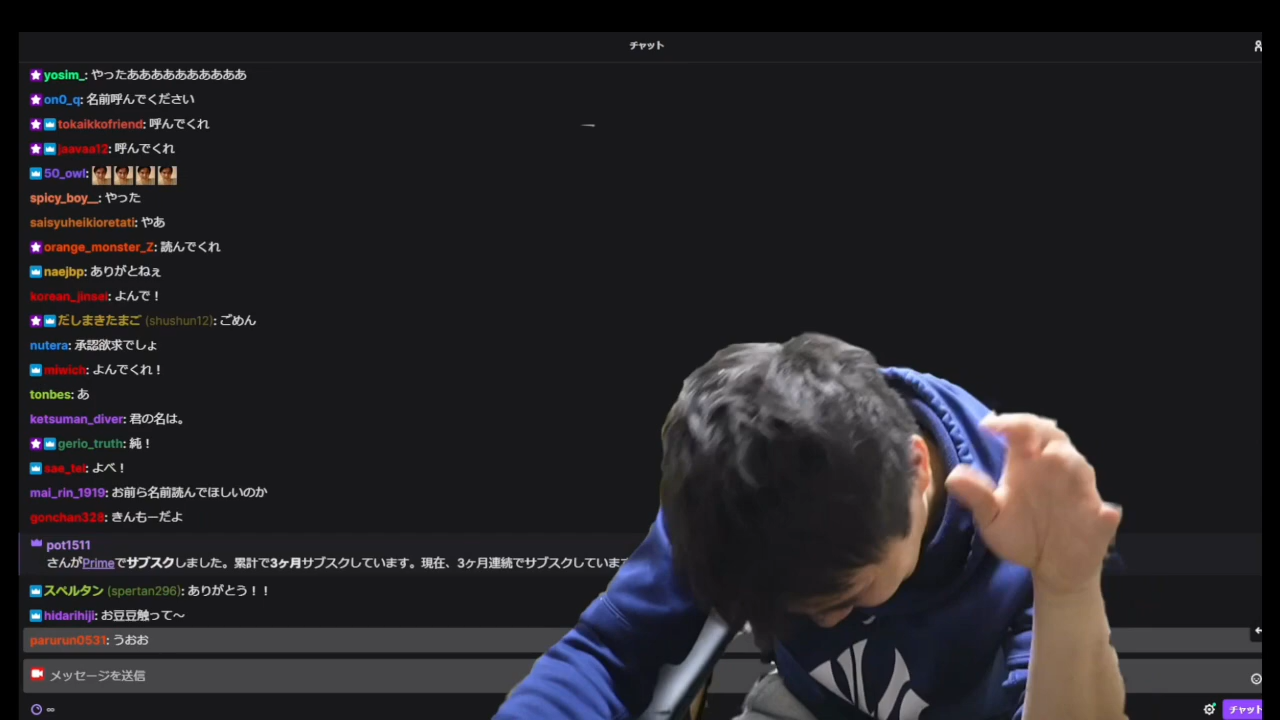 チャット
yosim_: やったああああああああああ
on0_q: 名前呼んでください
tokaikkofriend: 呼んでくれ
jaavaa12: 呼んでくれ
50_owl:
spicy_boy__: やった
saisyuheikioretati: やあ
orange_monster_Z: 読んでくれ
naejbp: ありがとねぇ
korean_jinsei: よんで！
だしまきたまご (shushun12): ごめん
nutera: 承認欲求でしょ
miwich: よんでくれ！
tonbes: あ
ketsuman_diver: 君の名は。
gerio_truth: 純！
sae_tei: よべ！
mai_rin_1919: お前ら名前読んでほしいのか
gonchan328: きんもーだよ
pot1511
さんがPrimeでサブスクしました。累計で3ヶ月サブスクしています。現在、3ヶ月連続でサブスクしています
スペルタン (spertan296): ありがとう！！
hidarihiji: お豆豆触って〜
parurun0531: うおお
メッセージを送信
∞
チャット